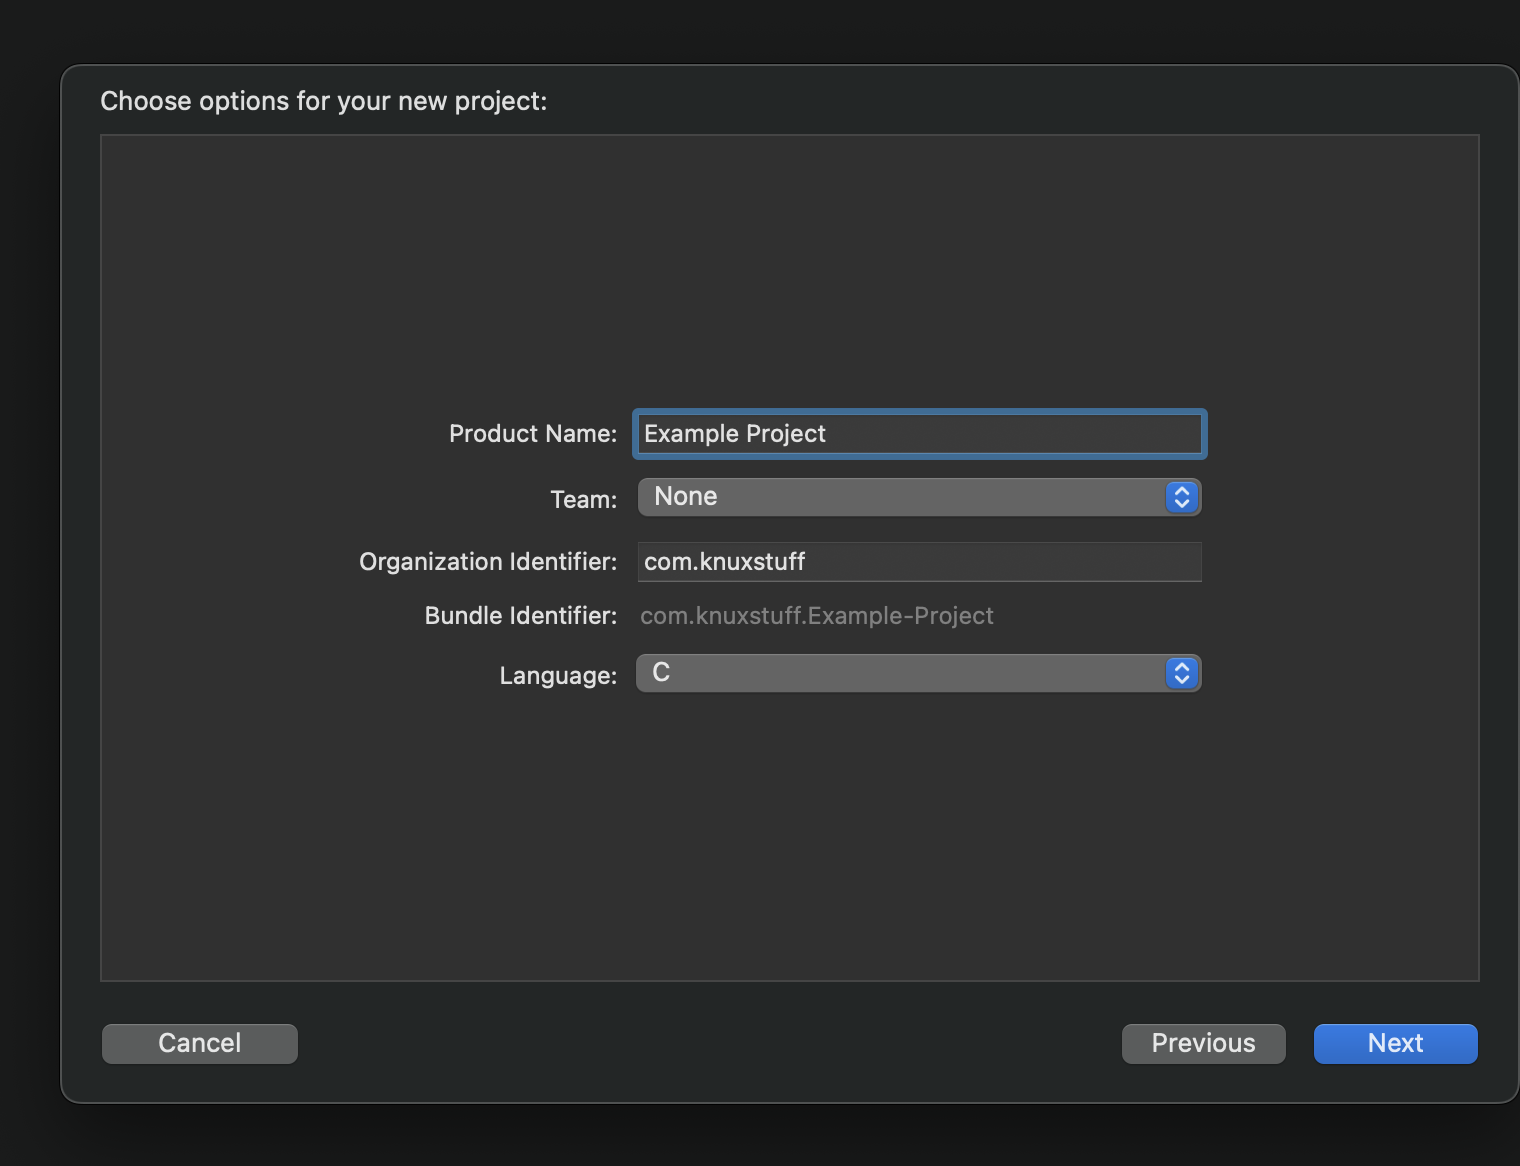 Choose options for your new project:
Product Name: Example Project
Team: None
Organization Identifier: com.knuxstuff
Bundle Identifier: com.knuxstuff.Example-Project
Language: C
Cancel Previous Next